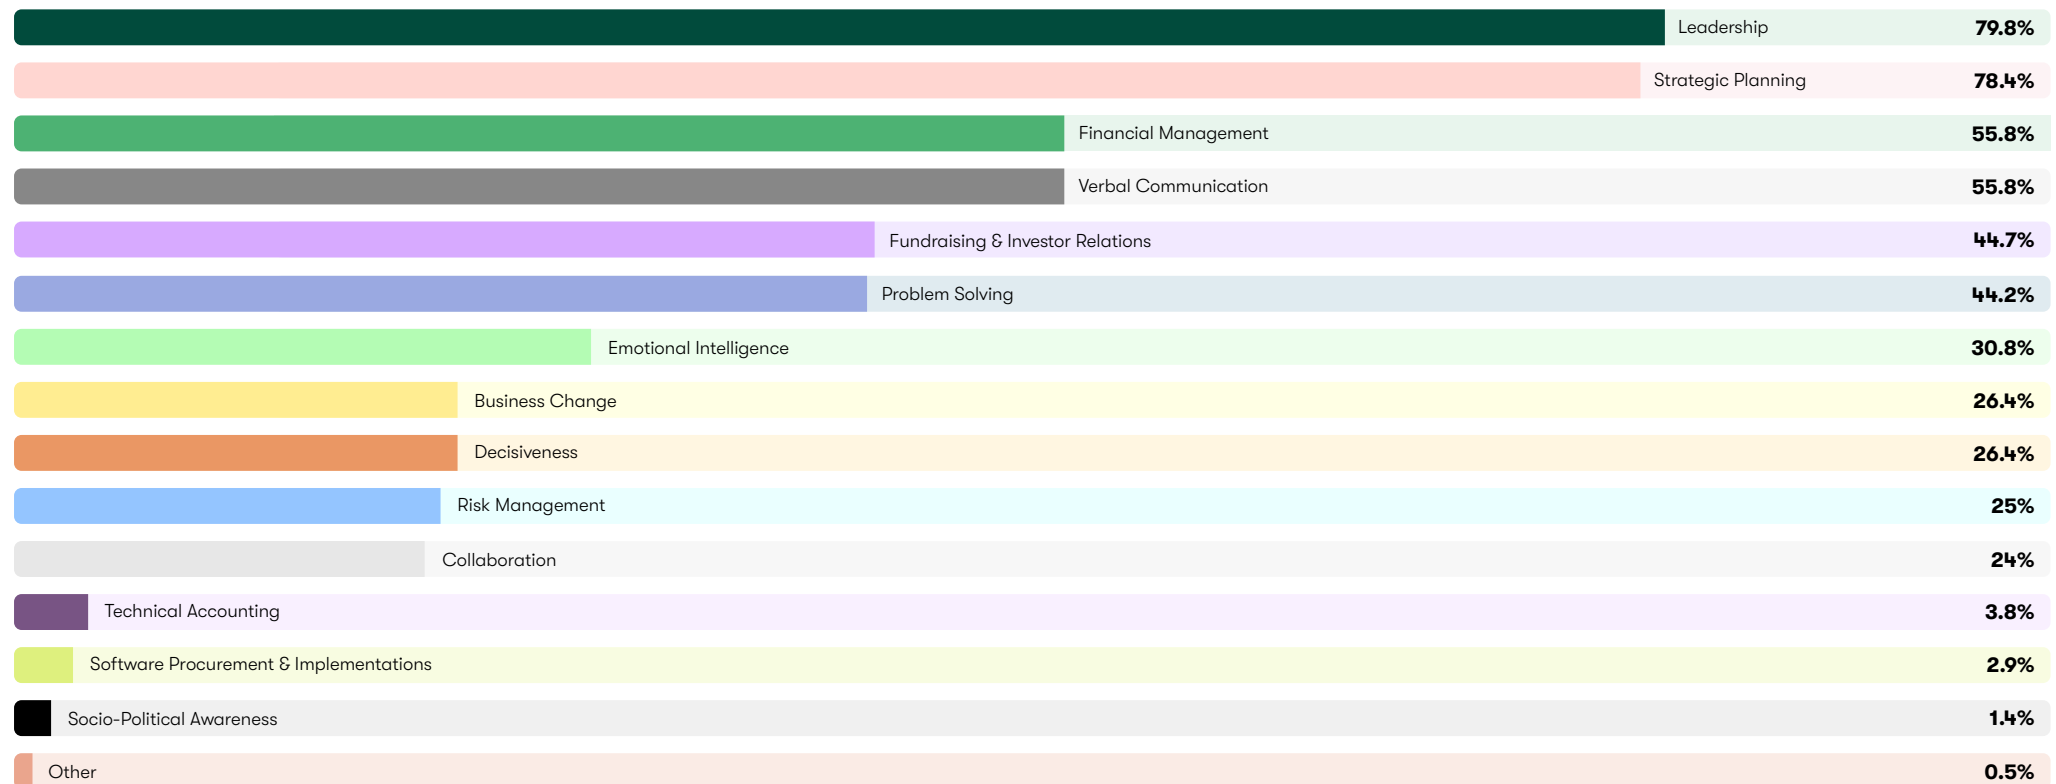 Leadership 79.8%
Strategic Planning 78.4%
Financial Management 55.8%
Verbal Communication 55.8%
Fundraising & Investor Relations 44.7%
Problem Solving 44.2%
Emotional Intelligence 30.8%
Business Change 26.4%
Decisiveness 26.4%
Risk Management 25%
Collaboration 24%
Technical Accounting 3.8%
Software Procurement & Implementations 2.9%
Socio-Political Awareness 1.4%
Other 0.5%